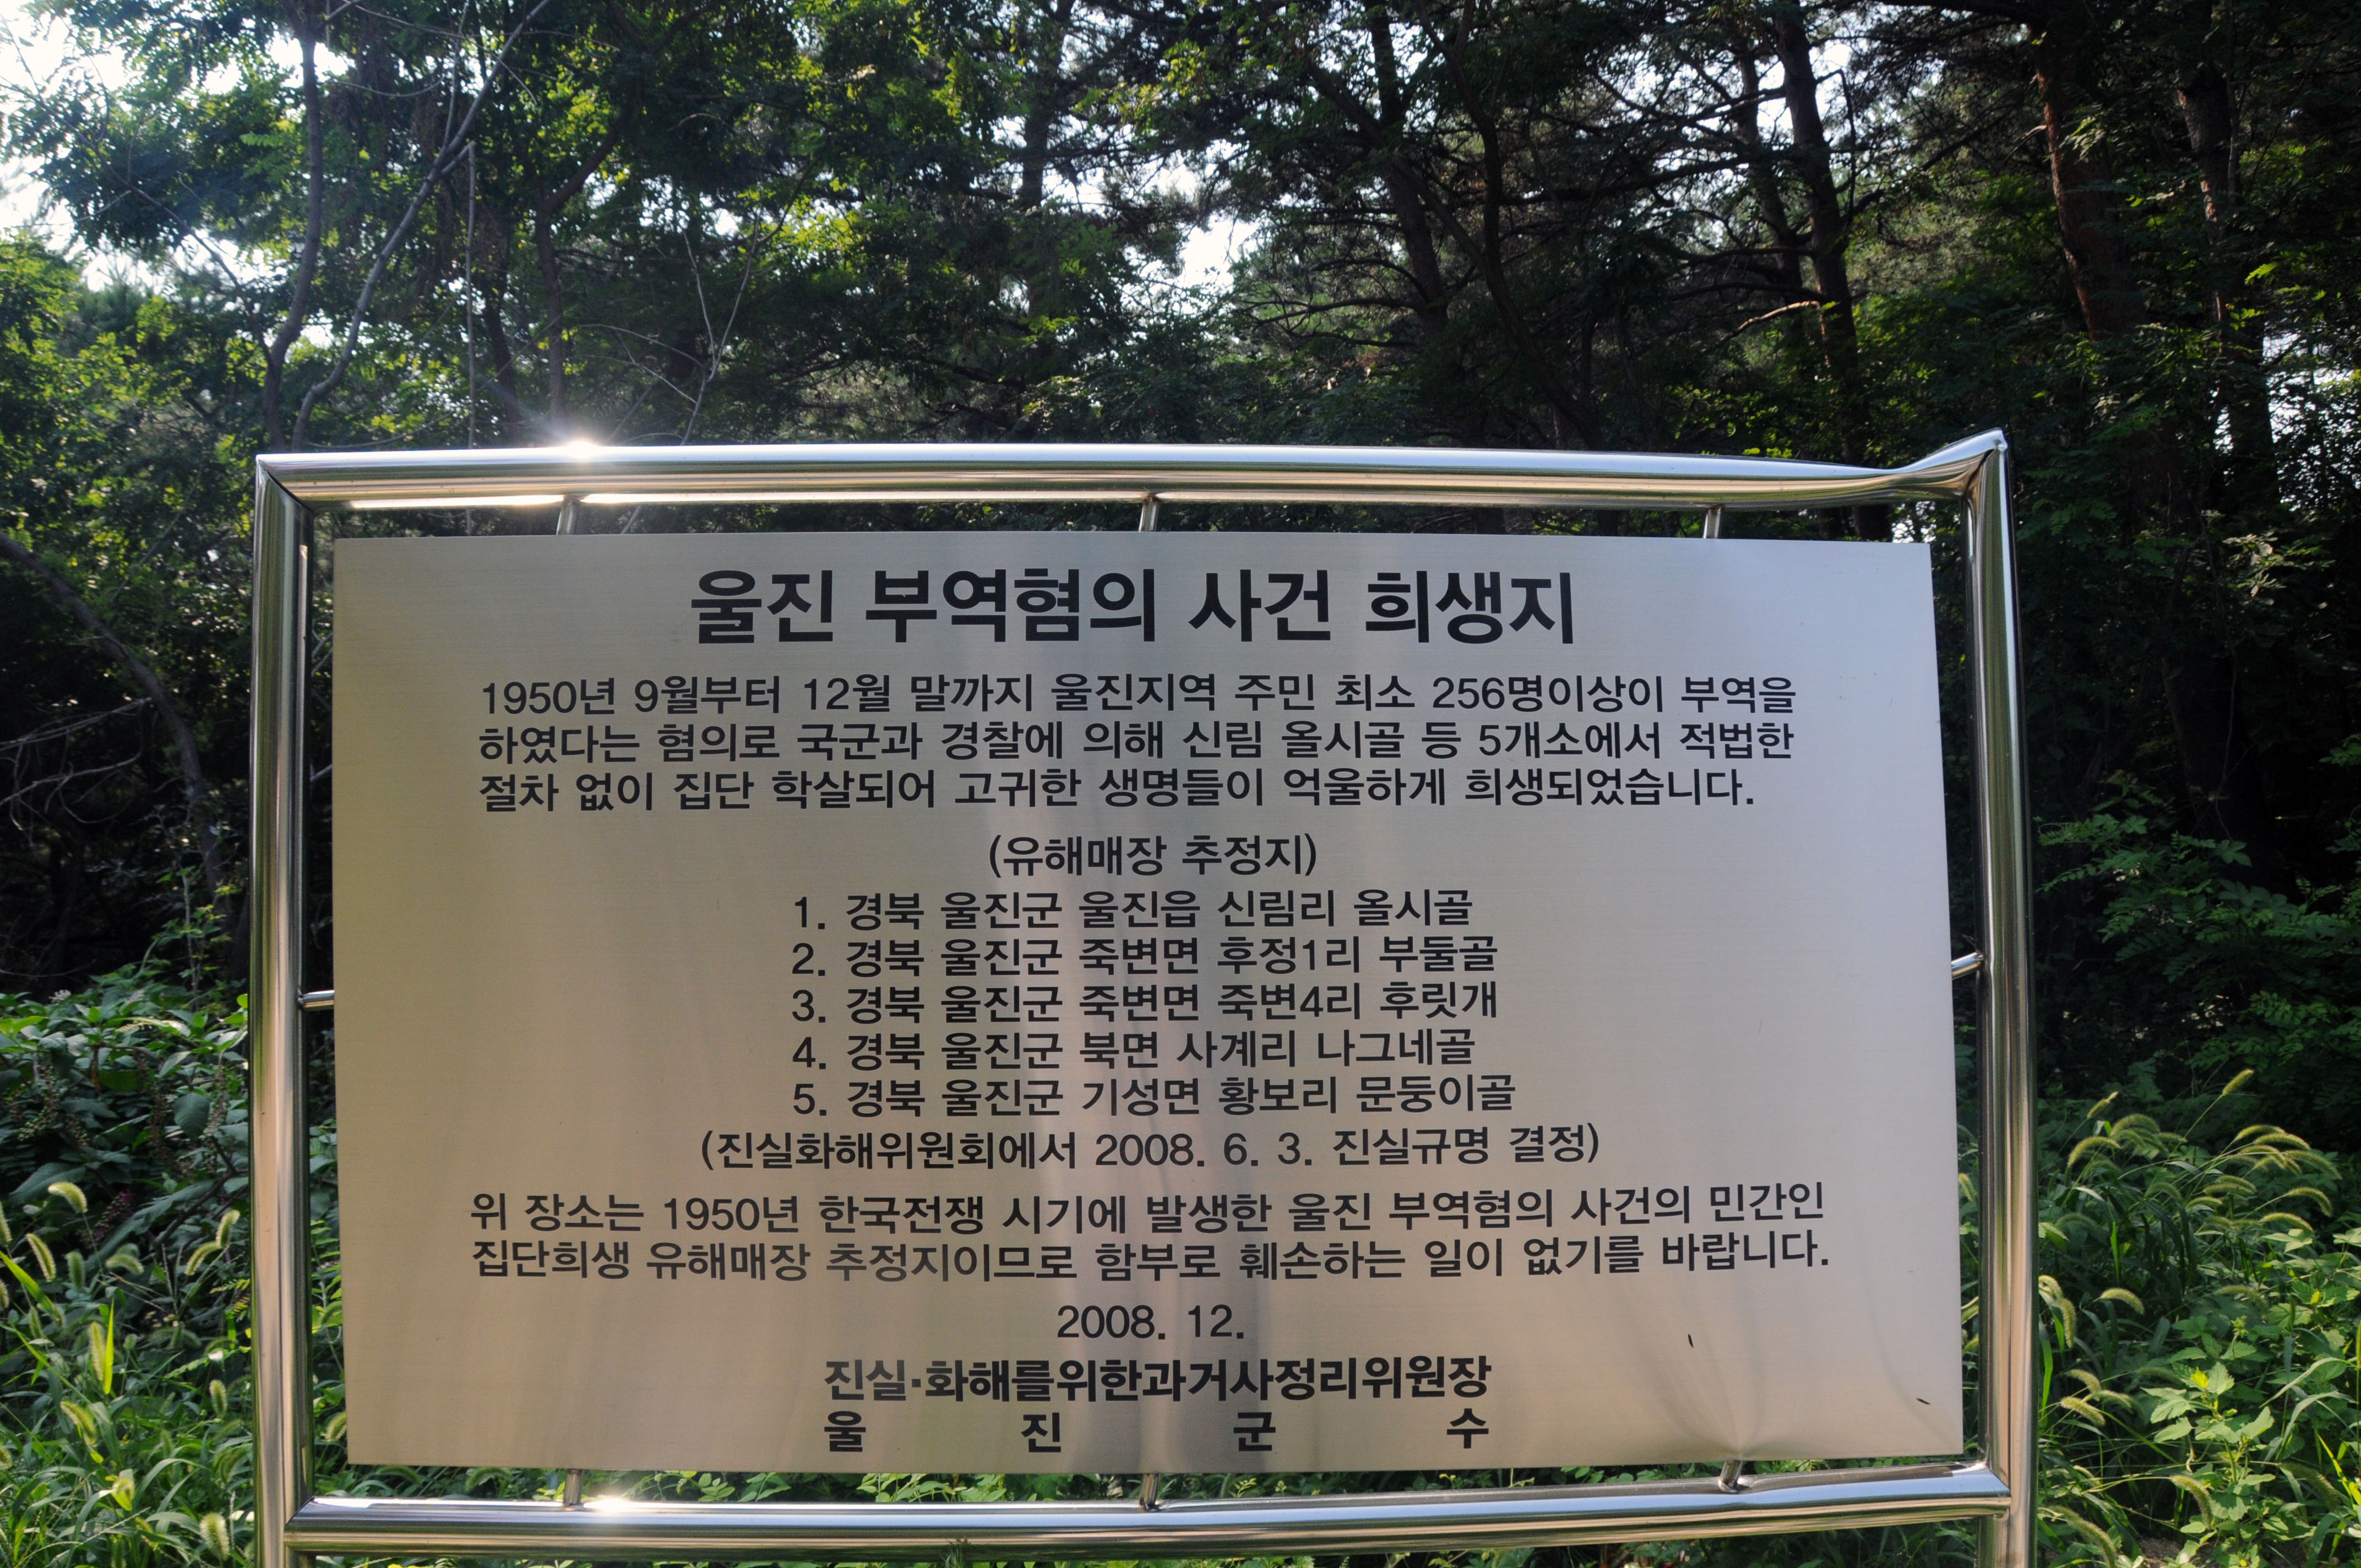 울진 부역혐의 사건 희생지
1950년 9월부터 12월 말까지 울진지역 주민 최소 256명이상이 부역을
하였다는 혐의로 국군과 경찰에 의해 신림 올시골 등 5개소에서 적법한
절차 없이 집단 학살되어 고귀한 생명들이 억울하게 희생되었습니다.
(유해매장 추정지)
1. 경북 울진군 울진읍 신림리 올시골
2. 경북 울진군 죽변면 후정1리 부둘골
3. 경북 울진군 죽변면 죽변4리 후릿개
4. 경북 울진군 북면 사계리 나그네골
5. 경북 울진군 기성면 황보리 문둥이골
(진실화해위원회에서 2008. 6. 3. 진실규명 결정)
위 장소는 1950년 한국전쟁 시기에 발생한 울진 부역혐의 사건의 민간인
집단희생 유해매장 추정지이므로 함부로 훼손하는 일이 없기를 바랍니다.
2008. 12.
진실·화해를위한과거사정리위원장
울 진 군 수